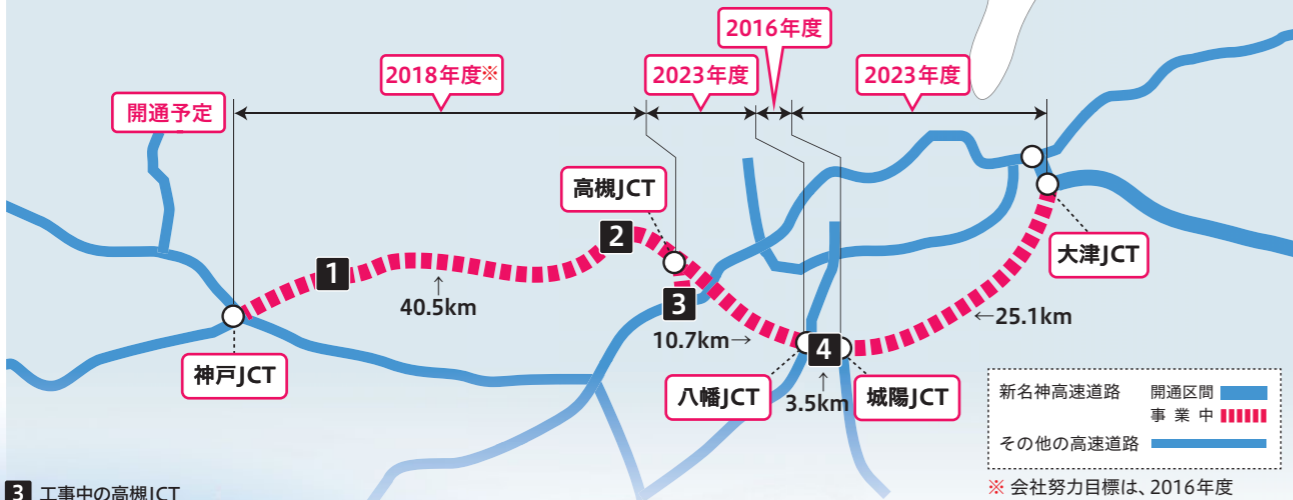 2016年度
2018年度※
2023年度
2023年度
開通予定
高槻JCT
2
1
大津JCT
3
40.5km
↑
←25.1km
10.7km→
4
神戸JCT
八幡JCT
↑
3.5km
城陽JCT
新名神高速道路 開通区間
事業中
その他の高速道路
※ 会社努力目標は、2016年度
3 工事中の高槻JCT